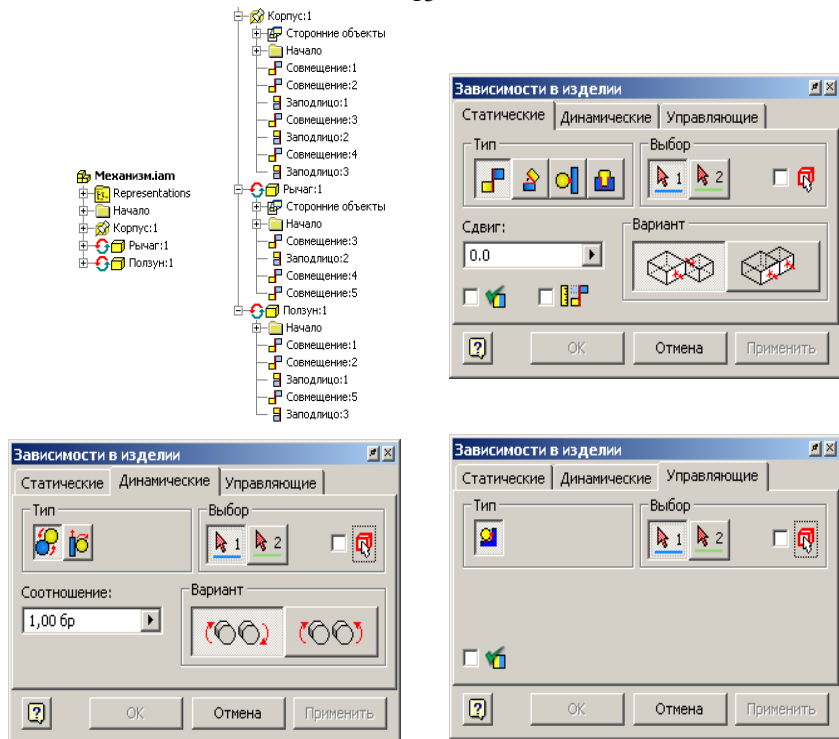 Механизм.iam
Representations
Начало
Корпус:1
Рычаг:1
Ползун:1
Корпус:1
Сторонние объекты
Начало
Совмещение:1
Совмещение:2
Заподлицо:1
Совмещение:3
Заподлицо:2
Совмещение:4
Заподлицо:3
Рычаг:1
Сторонние объекты
Начало
Совмещение:3
Заподлицо:2
Совмещение:4
Совмещение:5
Ползун:1
Начало
Совмещение:1
Совмещение:2
Заподлицо:1
Совмещение:5
Заподлицо:3
Зависимости в изделии
Статические Динамические Управляющие
Тип Выбор
1 2
Сдвиг: Вариант
0.0
ОК Отмена Применить
Зависимости в изделии
Статические Динамические Управляющие
Тип Выбор
1 2
Соотношение: Вариант
1,00 бр
ОК Отмена Применить
Зависимости в изделии
Статические Динамические Управляющие
Тип Выбор
1 2
ОК Отмена Применить